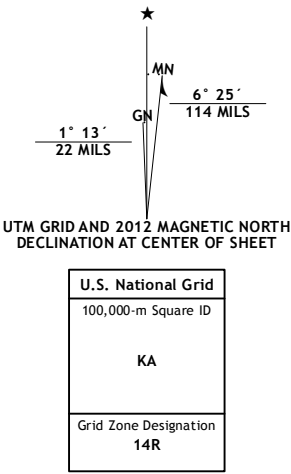 ★
MN
GN
6° 25´
114 MILS
1° 13´
22 MILS
UTM GRID AND 2012 MAGNETIC NORTH
DECLINATION AT CENTER OF SHEET
U.S. National Grid
100,000-m Square ID
KA
Grid Zone Designation
14R